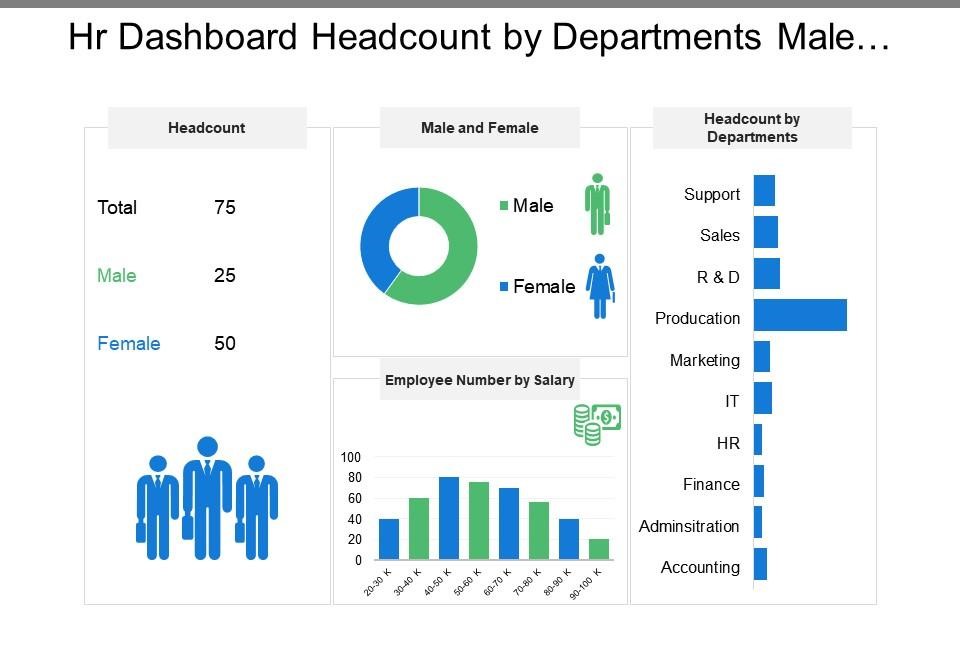 Hr Dashboard Headcount by Departments Male…
Headcount
Total 75
Male 25
Female 50
Male and Female
Male
Female
Employee Number by Salary
$
100
80
60
40
20
0
20-30 K
30-40 K
40-50 K
50-60 K
60-70 K
70-80 K
80-90 K
90-100 K
Headcount by
Departments
Support
Sales
R & D
Producation
Marketing
IT
HR
Finance
Adminsitration
Accounting